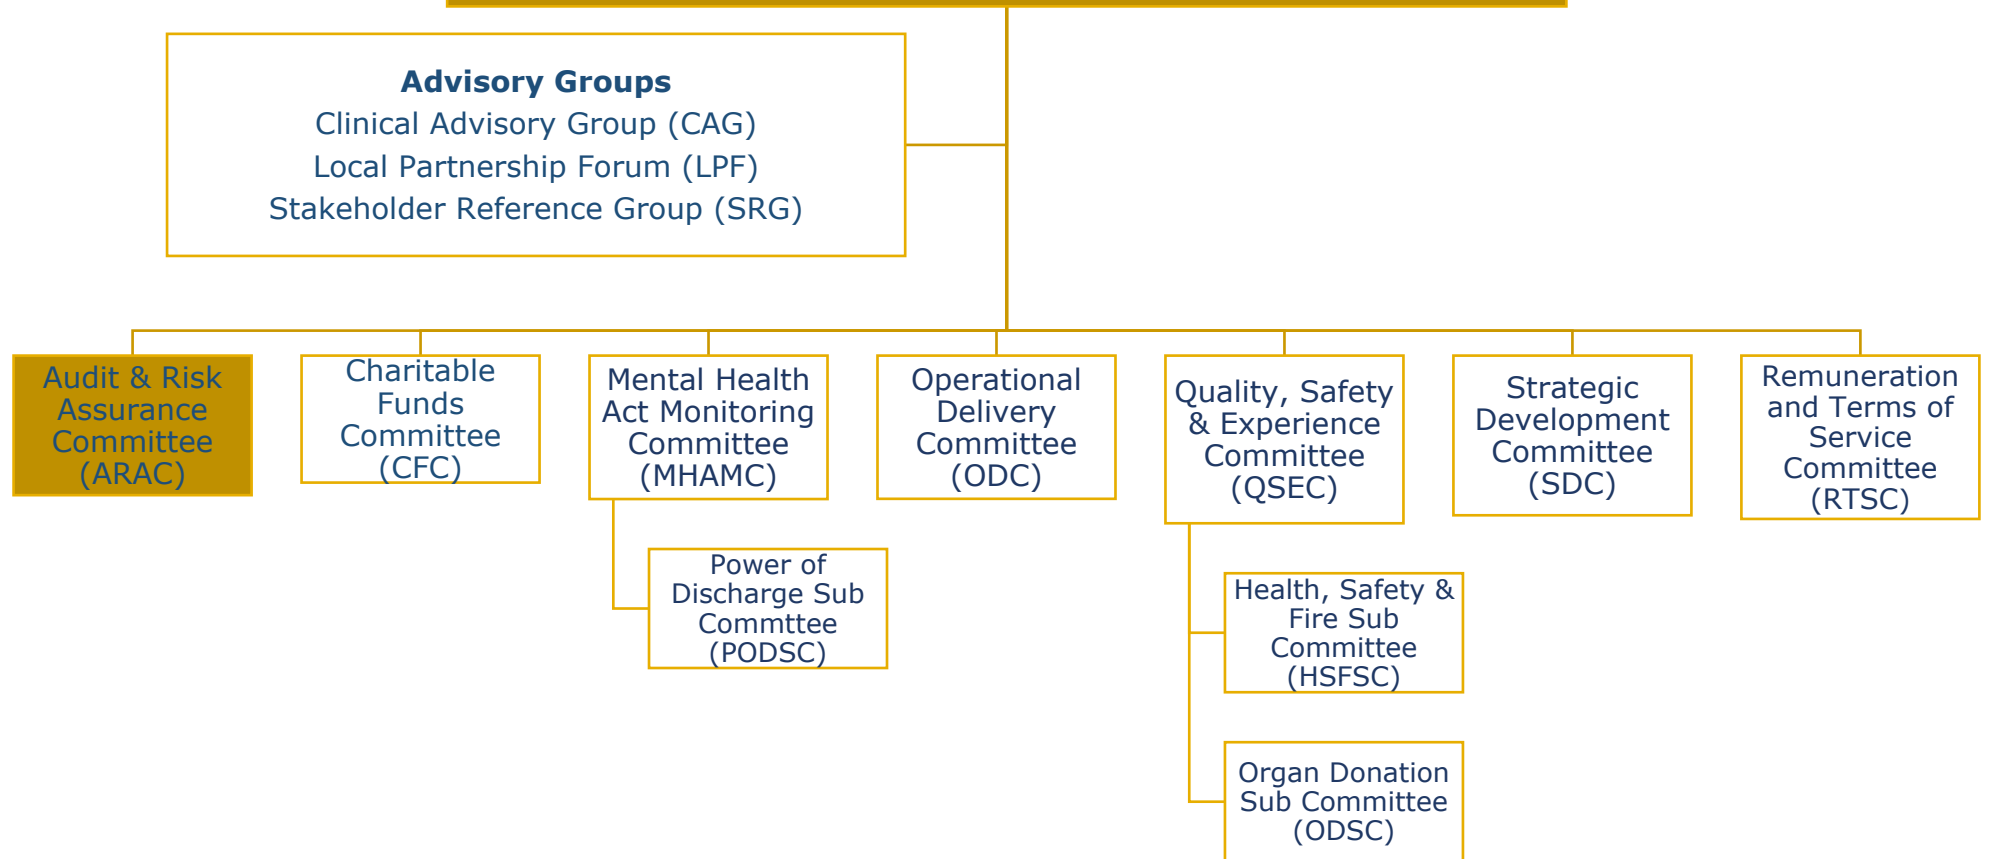 Advisory Groups
Clinical Advisory Group (CAG)
Local Partnership Forum (LPF)
Stakeholder Reference Group (SRG)
Audit & Risk
Assurance
Committee
(ARAC)
Charitable
Funds
Committee
(CFC)
Mental Health
Act Monitoring
Committee
(MHAMC)
Operational
Delivery
Committee
(ODC)
Quality, Safety
& Experience
Committee
(QSEC)
Strategic
Development
Committee
(SDC)
Remuneration
and Terms of
Service
Committee
(RTSC)
Power of
Discharge Sub
Commttee
(PODSC)
Health, Safety &
Fire Sub
Committee
(HSFSC)
Organ Donation
Sub Committee
(ODSC)